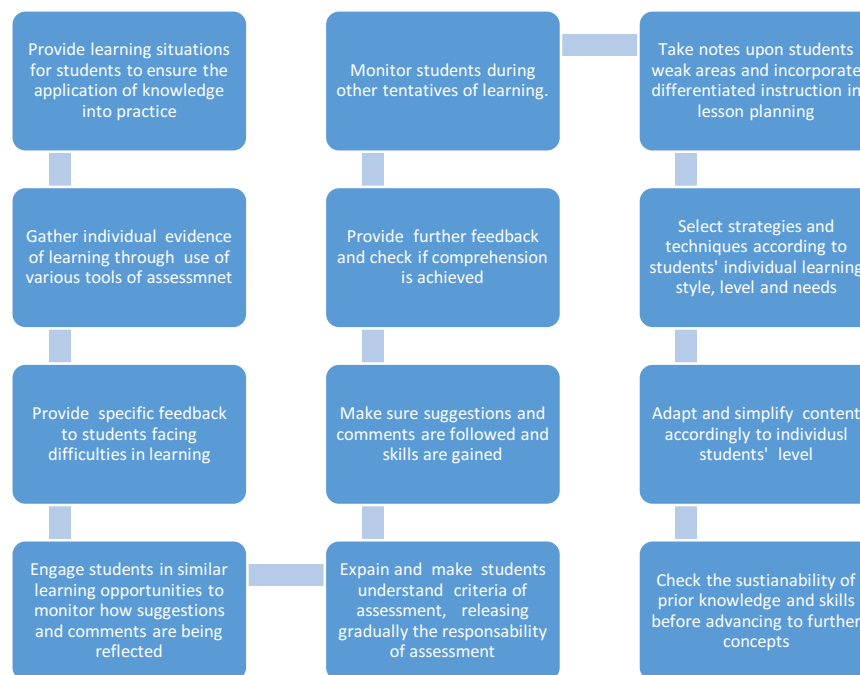 Provide learning situations
for students to ensure the
application of knowledge
into practice
Gather individual evidence
of learning through use of
various tools of assessmnet
Provide specific feedback
to students facing
difficulties in learning
Engage students in similar
learning opportunities to
monitor how suggestions
and comments are being
reflected
Expain and make students
understand criteria of
assessment, releasing
gradually the responsability
of assessment
Make sure suggestions and
comments are followed and
skills are gained
Provide further feedback
and check if comprehension
is achieved
Monitor students during
other tentatives of learning.
Take notes upon students
weak areas and incorporate
differentiated instruction in
lesson planning
Select strategies and
techniques according to
students' individual learning
style, level and needs
Adapt and simplify content
accordingly to individusl
students' level
Check the sustianability of
prior knowledge and skills
before advancing to further
concepts